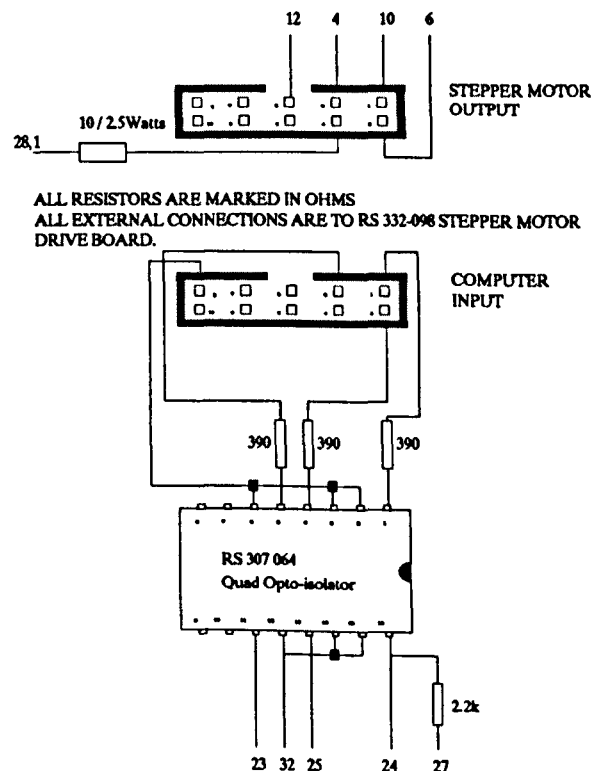 12 4 10 6
STEPPER MOTOR
OUTPUT
10 / 2.5Watts
28,1
ALL RESISTORS ARE MARKED IN OHMS
ALL EXTERNAL CONNECTIONS ARE TO RS 332-098 STEPPER MOTOR
DRIVE BOARD.
COMPUTER
INPUT
390 390 390
RS 307 064
Quad Opto-isolator
2.2k
23 32 25 24 27